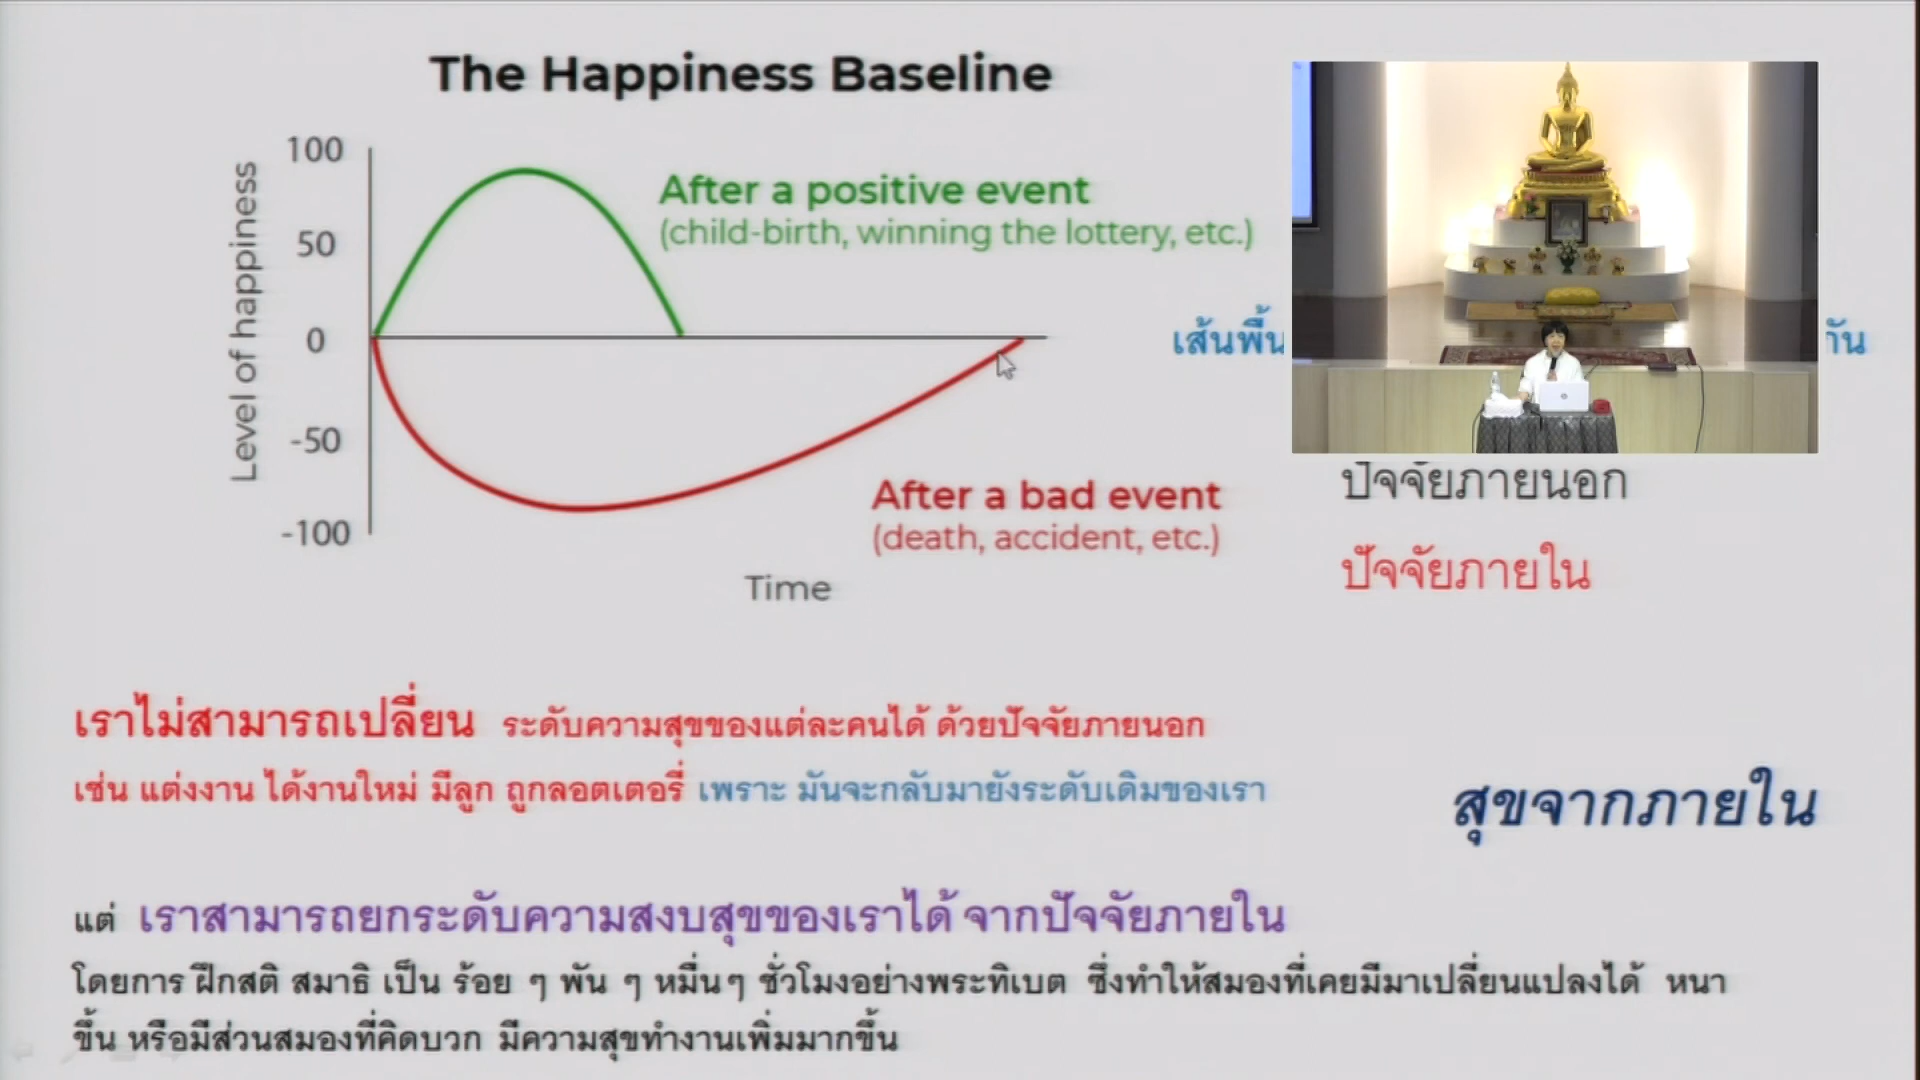 The Happiness Baseline
100
50
0
-50
-100
Level of happiness
After a positive event
(child-birth, winning the lottery, etc.)
After a bad event
(death, accident, etc.)
Time
เส้นพื้น
กัน
ปัจจัยภายนอก
ปัจจัยภายใน
เราไม่สามารถเปลี่ยน ระดับความสุขของแต่ละคนได้ ด้วยปัจจัยภายนอก
เช่น แต่งงาน ได้งานใหม่ มีลูก ถูกลอตเตอรี่ เพราะ มันจะกลับมายังระดับเดิมของเรา
สุขจากภายใน
แต่ เราสามารถยกระดับความสงบสุขของเราได้ จากปัจจัยภายใน
โดยการ ฝึกสติ สมาธิ เป็น ร้อย ๆ พัน ๆ หมื่นๆ ชั่วโมงอย่างพระทิเบต ซึ่งทำให้สมองที่เคยมีมาเปลี่ยนแปลงได้ หนา
ขึ้น หรือมีส่วนสมองที่คิดบวก มีความสุขทำงานเพิ่มมากขึ้น